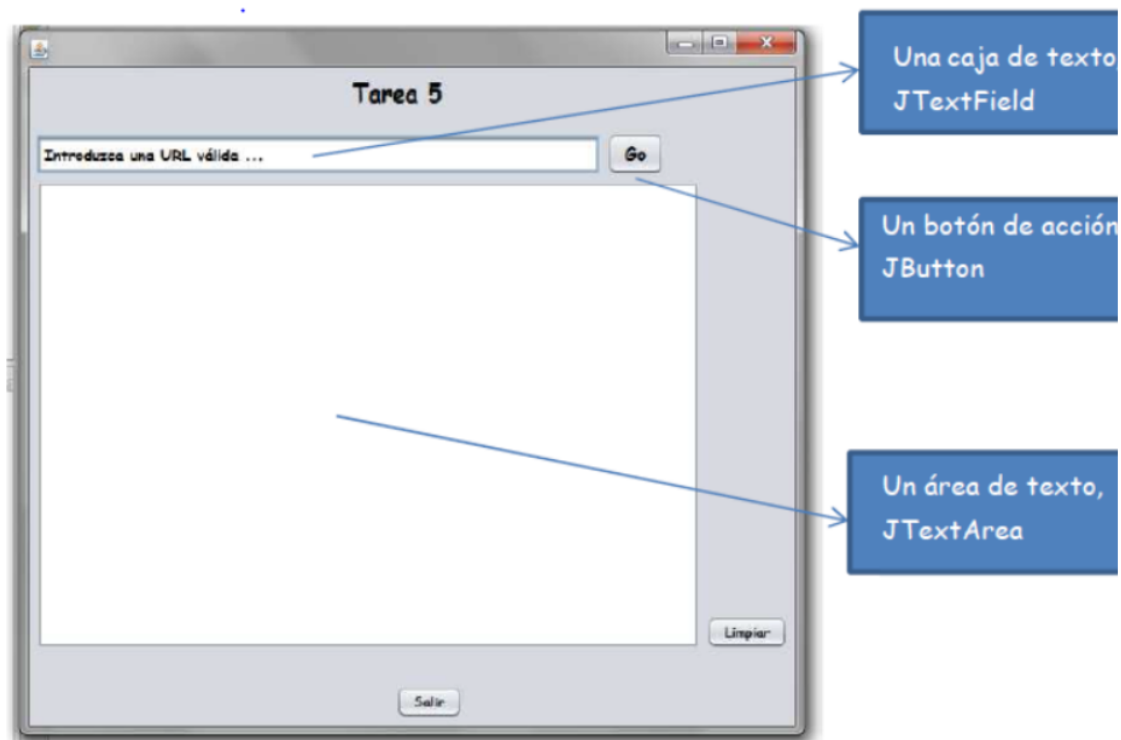 Tarea 5
Introduzca una URL válida ...
Go
Limpiar
Salir
Una caja de texto,
JTextField
Un botón de acción
JButton
Un área de texto,
JTextArea